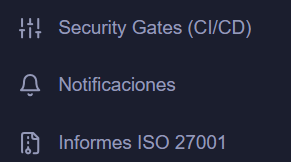 Security Gates (CI/CD)
Notificaciones
Informes ISO 27001